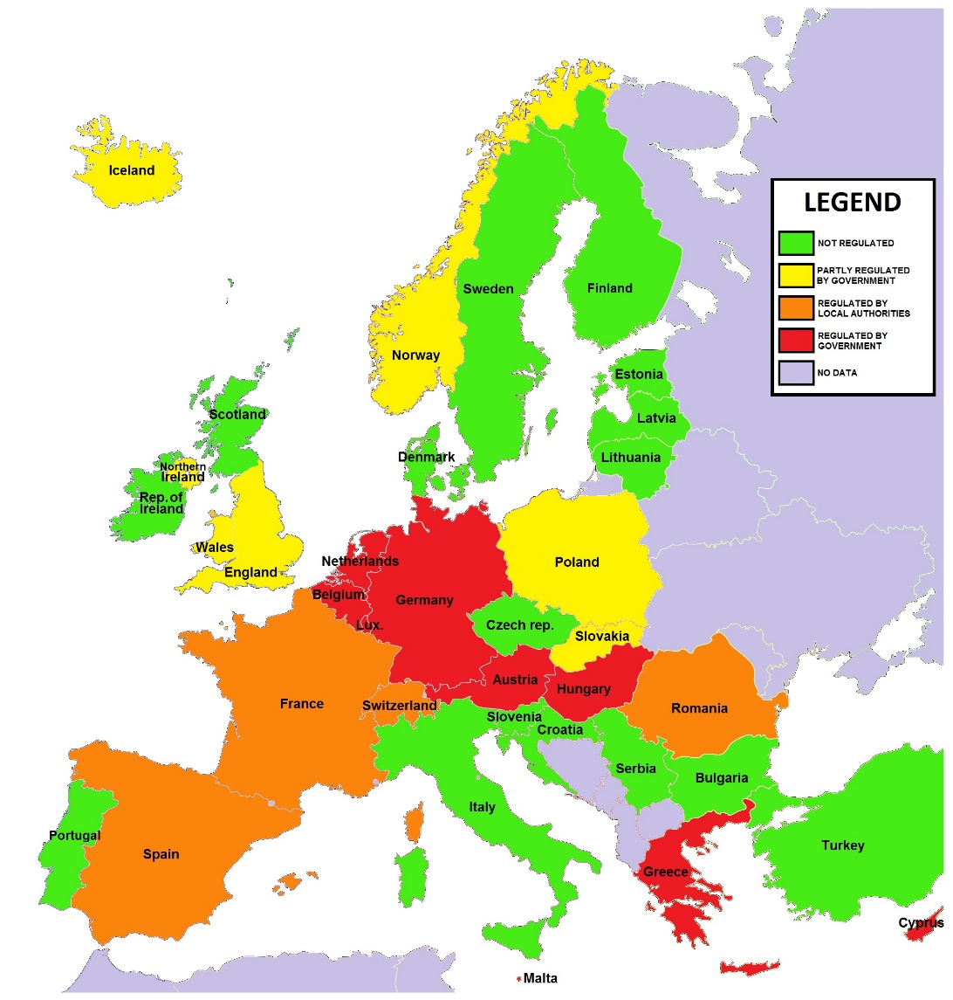 Iceland
LEGEND
NOT REGULATED
PARTLY REGULATED
BY GOVERNMENT
REGULATED BY
LOCAL AUTHORITIES
REGULATED BY
GOVERNMENT
NO DATA
Sweden
Finland
Norway
Estonia
Scotland
Latvia
Denmark
Lithuania
Northern
Ireland
Rep.of
Ireland
Wales
England
Netherlands
Poland
Belgium
Germany
Lux.
Czech rep.
Slovakia
Austria
Hungary
France
Switzerland
Romania
Slovenia
Croatia
Serbia
Bulgaria
Italy
Portugal
Spain
Turkey
Greece
Cyprus
Malta